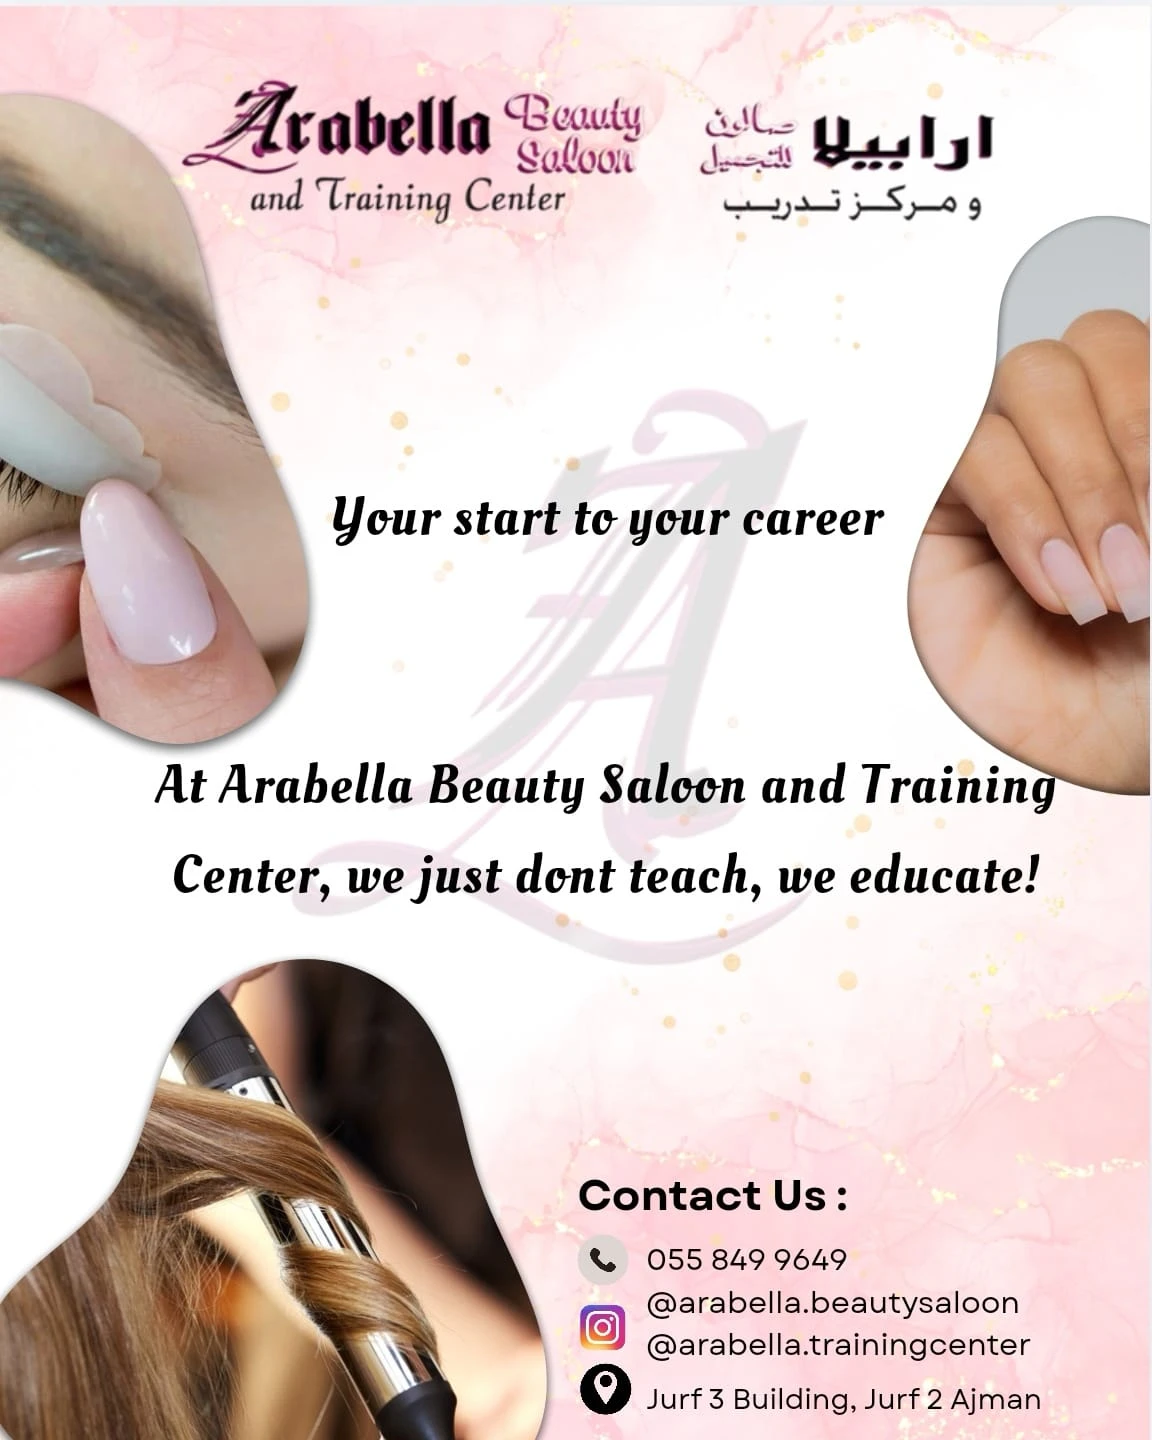 Arabella Beauty Saloon
and Training Center
ارابيلا صالون للتجميل
و مركز تدريب
Your start to your career
At Arabella Beauty Saloon and Training
Center, we just dont teach, we educate!
Contact Us :
055 849 9649
@arabella.beautysaloon
@arabella.trainingcenter
Jurf 3 Building, Jurf 2 Ajman